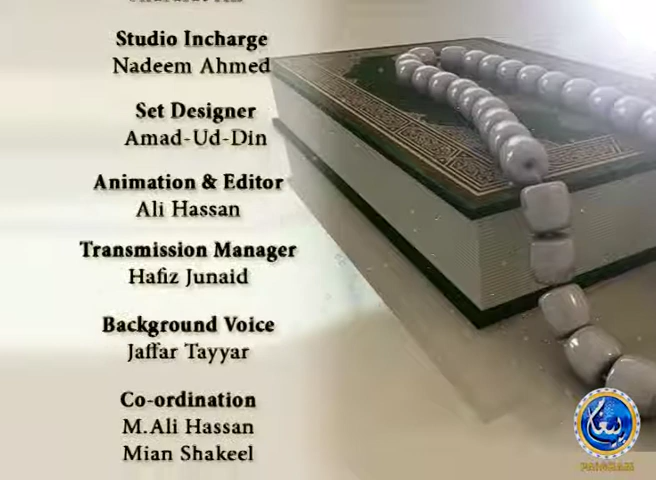 Studio Incharge
Nadeem Ahmed
Set Designer
Amad-Ud-Din
Animation & Editor
Ali Hassan
Transmission Manager
Hafiz Junaid
Background Voice
Jaffar Tayyar
Co-ordination
M.Ali Hassan
Mian Shakeel
پیغام
PAIGHAM